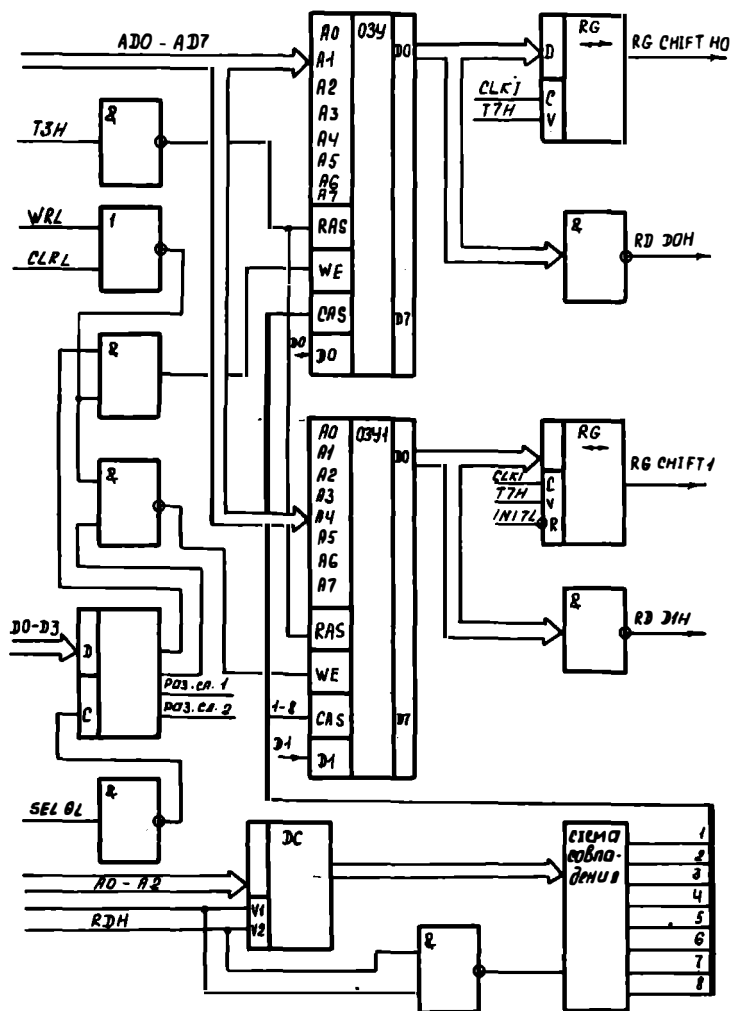 AD0 - AD7
T3H
&
WRL
CLRL
1
&
&
D0-D3
D
C
РАЗ.СЛ.1
РАЗ.СЛ.2
SEL ΘL
&
A0 - A2
RDH
A0 ОЗУ D0
A1
A2
A3
A4
A5
A6
A7
RAS
WE
CAS D7
D0 D0
A0 ОЗУ1 D0
A1
A2
A3
A4
A5
A6
A7
RAS
WE
1-8 CAS D7
D1 D1
D RG
↔
RG CHIFT H0
CLK1 C
T7H V
&
RD D0H
RG
↔
RG CHIFT1
CLK1 C
T7H V
INITL R
&
RD D1H
DC
V1
V2
&
СХЕМА
СОВПА-
ДЕНИЯ
1
2
3
4
5
6
7
8